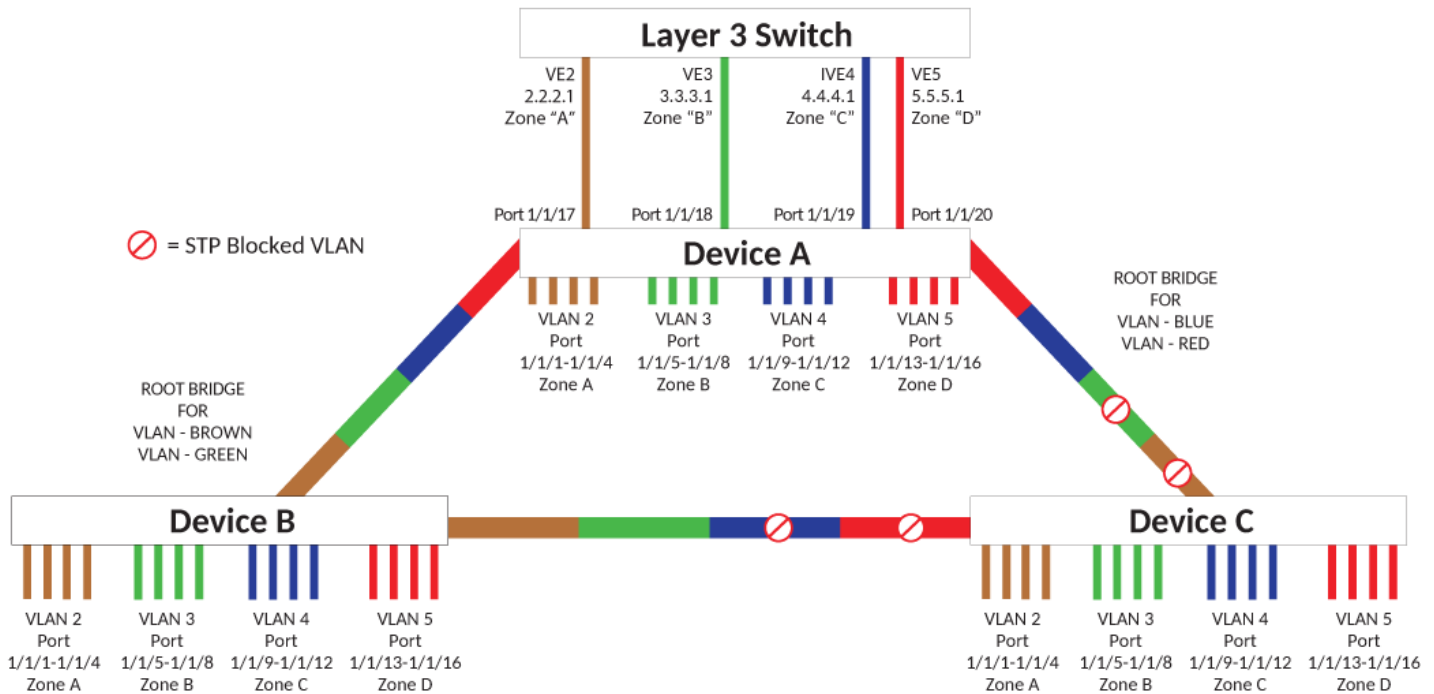 Layer 3 Switch
VE2
2.2.2.1
Zone “A”
VE3
3.3.3.1
Zone “B”
IVE4
4.4.4.1
Zone “C”
VE5
5.5.5.1
Zone “D”
Port 1/1/17
Port 1/1/18
Port 1/1/19
Port 1/1/20
= STP Blocked VLAN
Device A
VLAN 2
Port
1/1/1-1/1/4
Zone A
VLAN 3
Port
1/1/5-1/1/8
Zone B
VLAN 4
Port
1/1/9-1/1/12
Zone C
VLAN 5
Port
1/1/13-1/1/16
Zone D
ROOT BRIDGE
FOR
VLAN - BLUE
VLAN - RED
ROOT BRIDGE
FOR
VLAN - BROWN
VLAN - GREEN
Device B
VLAN 2
Port
1/1/1-1/1/4
Zone A
VLAN 3
Port
1/1/5-1/1/8
Zone B
VLAN 4
Port
1/1/9-1/1/12
Zone C
VLAN 5
Port
1/1/13-1/1/16
Zone D
Device C
VLAN 2
Port
1/1/1-1/1/4
Zone A
VLAN 3
Port
1/1/5-1/1/8
Zone B
VLAN 4
Port
1/1/9-1/1/12
Zone C
VLAN 5
Port
1/1/13-1/1/16
Zone D